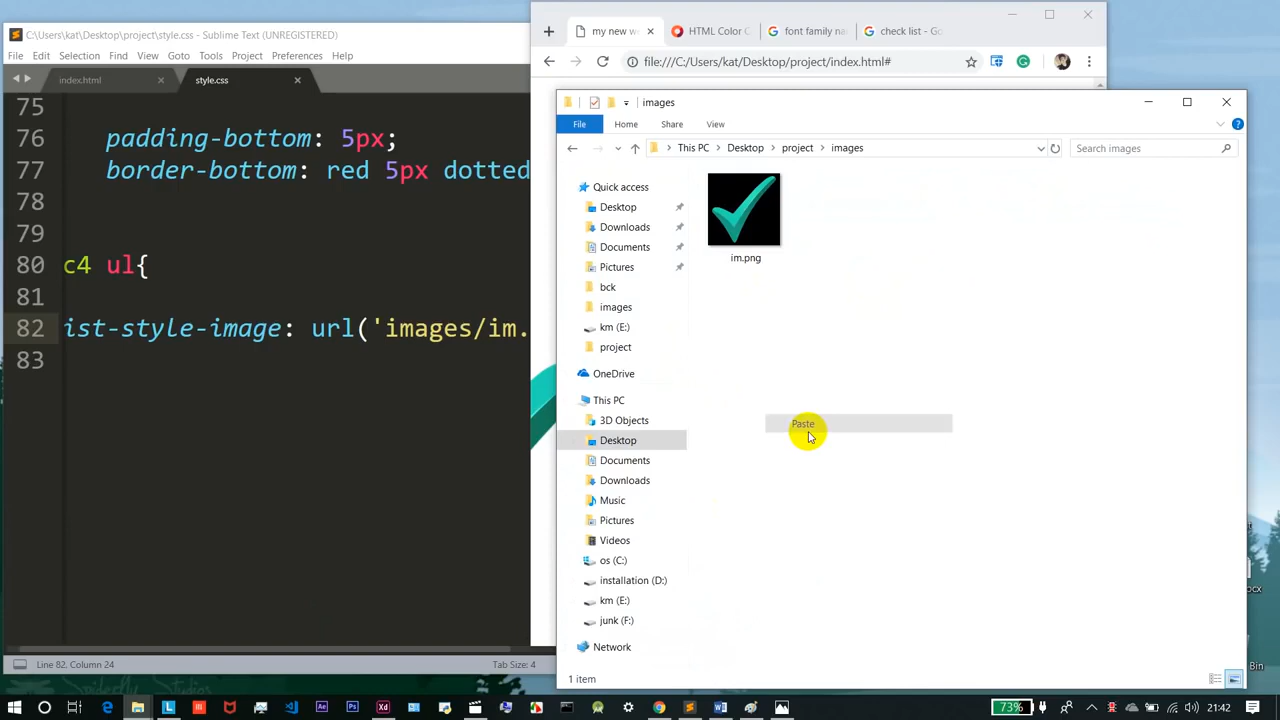 C:\Users\kat\Desktop\project\style.css - Sublime Text (UNREGISTERED)
File Edit Selection Find View Goto Tools Project Preferences Help
index.html style.css
75
76 padding-bottom: 5px;
77 border-bottom: red 5px dotted
78
79
80 c4 ul{
81
82 ist-style-image: url('images/im.
83
Line 82, Column 24 Tab Size: 4
my new w HTML Color C font family na check list - Go
file:///C:/Users/kat/Desktop/project/index.html#
images
File Home Share View
This PC Desktop project images Search images
Quick access
Desktop
Downloads
Documents
Pictures
bck
images
km (E:)
project
OneDrive
This PC
3D Objects
Desktop
Documents
Downloads
Music
Pictures
Videos
os (C:)
installation (D:)
km (E:)
junk (F:)
Network
im.png
Paste
1 item
ocx
Bin
73% 21:42